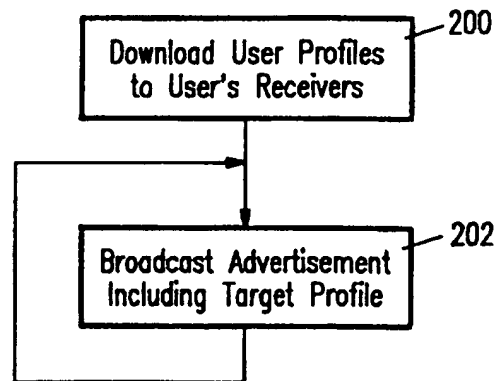 200
Download User Profiles
to User's Receivers
202
Broadcast Advertisement
Including Target Profile